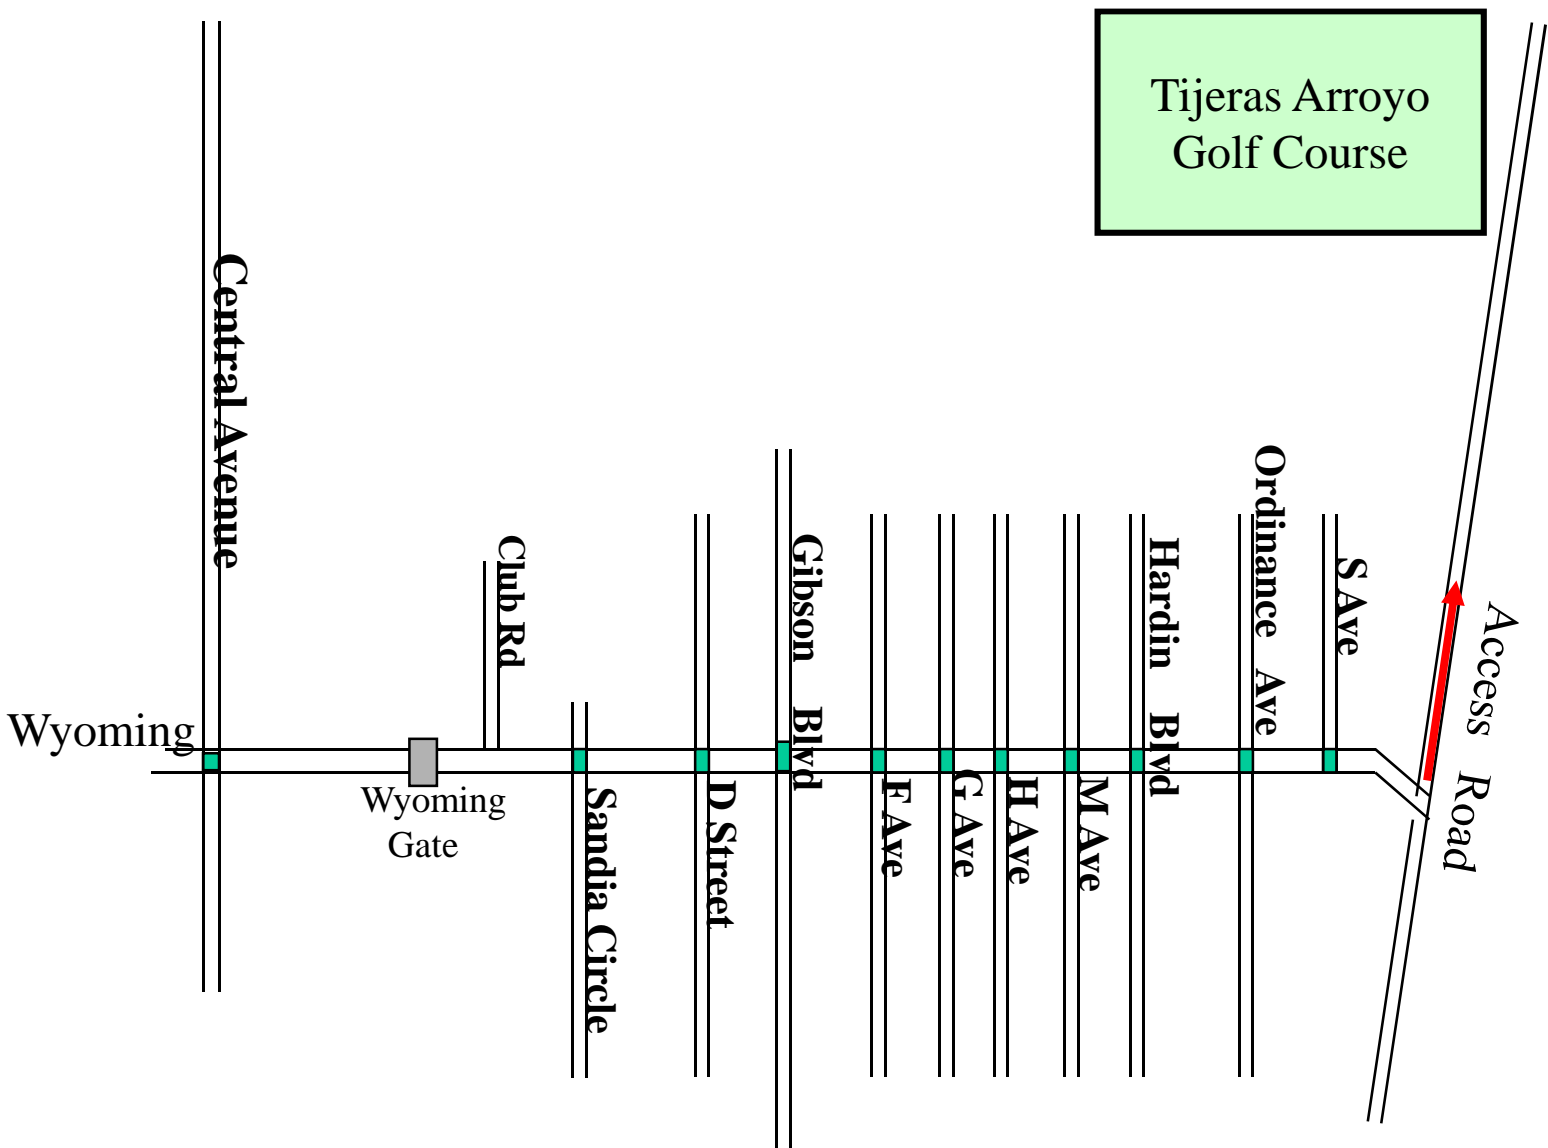 Tijeras Arroyo
Golf Course
Central Avenue
Club Rd
Gibson Blvd
Hardin Blvd
Ordinance Ave
S Ave
Access Road
Wyoming
Wyoming
Gate
Sandia Circle
D Street
F Ave
G Ave
H Ave
M Ave